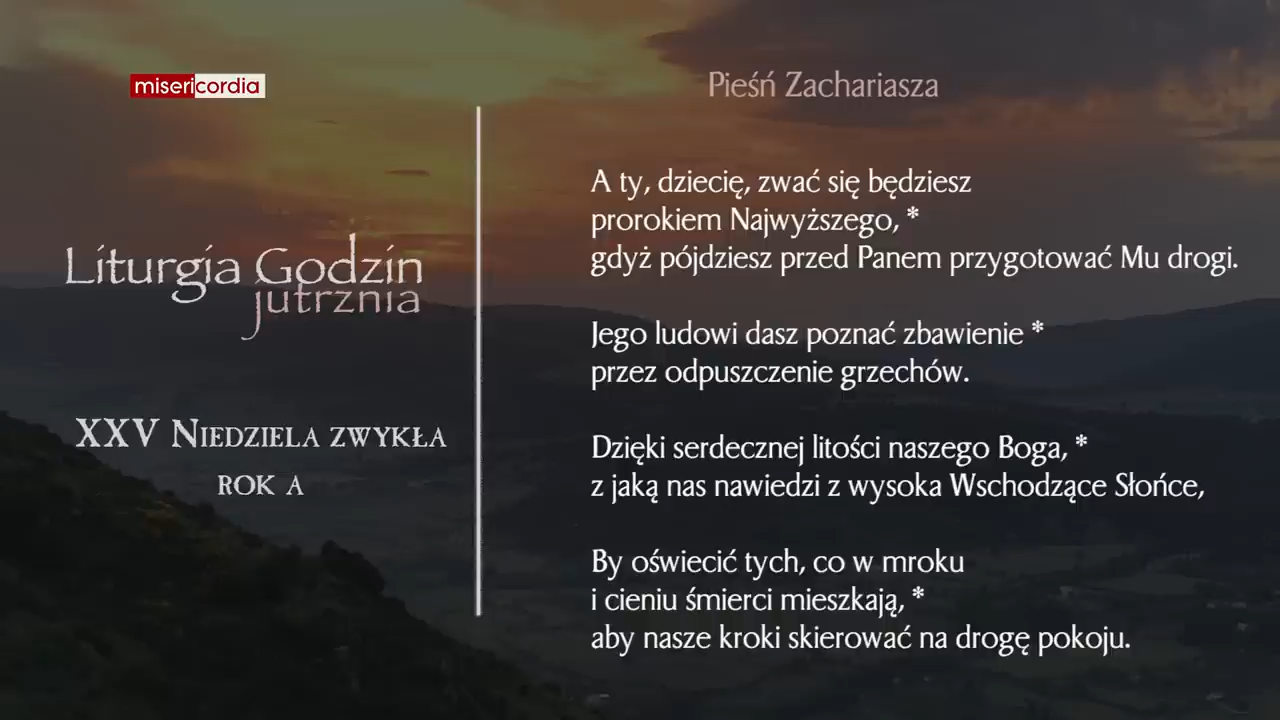 misericordia
Liturgia Godzin
jutrznia
XXV Niedziela zwykła
rok A
Pieśń Zachariasza
A ty, dziecię, zwać się będziesz
prorokiem Najwyższego, *
gdyż pójdziesz przed Panem przygotować Mu drogi.
Jego ludowi dasz poznać zbawienie *
przez odpuszczenie grzechów.
Dzięki serdecznej litości naszego Boga, *
z jaką nas nawiedzi z wysoka Wschodzące Słońce,
By oświecić tych, co w mroku
i cieniu śmierci mieszkają, *
aby nasze kroki skierować na drogę pokoju.